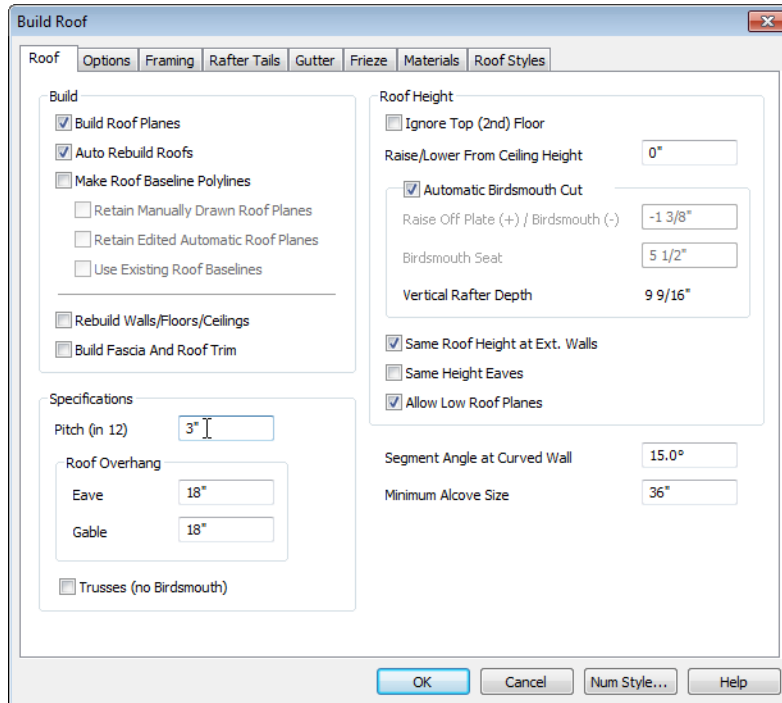 Build Roof
Roof Options Framing Rafter Tails Gutter Frieze Materials Roof Styles
Build
Build Roof Planes
Auto Rebuild Roofs
Make Roof Baseline Polylines
Retain Manually Drawn Roof Planes
Retain Edited Automatic Roof Planes
Use Existing Roof Baselines
Rebuild Walls/Floors/Ceilings
Build Fascia And Roof Trim
Specifications
Pitch (in 12) 3"
Roof Overhang
Eave 18"
Gable 18"
Trusses (no Birdsmouth)
Roof Height
Ignore Top (2nd) Floor
Raise/Lower From Ceiling Height 0"
Automatic Birdsmouth Cut
Raise Off Plate (+) / Birdsmouth (-) -1 3/8"
Birdsmouth Seat 5 1/2"
Vertical Rafter Depth 9 9/16"
Same Roof Height at Ext. Walls
Same Height Eaves
Allow Low Roof Planes
Segment Angle at Curved Wall 15.0°
Minimum Alcove Size 36"
OK Cancel Num Style... Help